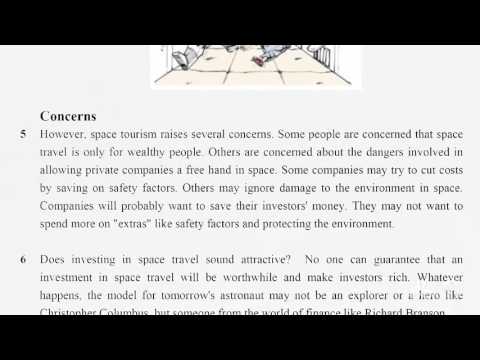 Concerns
5 However, space tourism raises several concerns. Some people are concerned that space
travel is only for wealthy people. Others are concerned about the dangers involved in
allowing private companies a free hand in space. Some companies may try to cut costs
by saving on safety factors. Others may ignore damage to the environment in space.
Companies will probably want to save their investors' money. They may not want to
spend more on "extras" like safety factors and protecting the environment.
6 Does investing in space travel sound attractive? No one can guarantee that an
investment in space travel will be worthwhile and make investors rich. Whatever
happens, the model for tomorrow's astronaut may not be an explorer or a hero like
Christopher Columbus, but someone from the world of finance like Richard Branson.